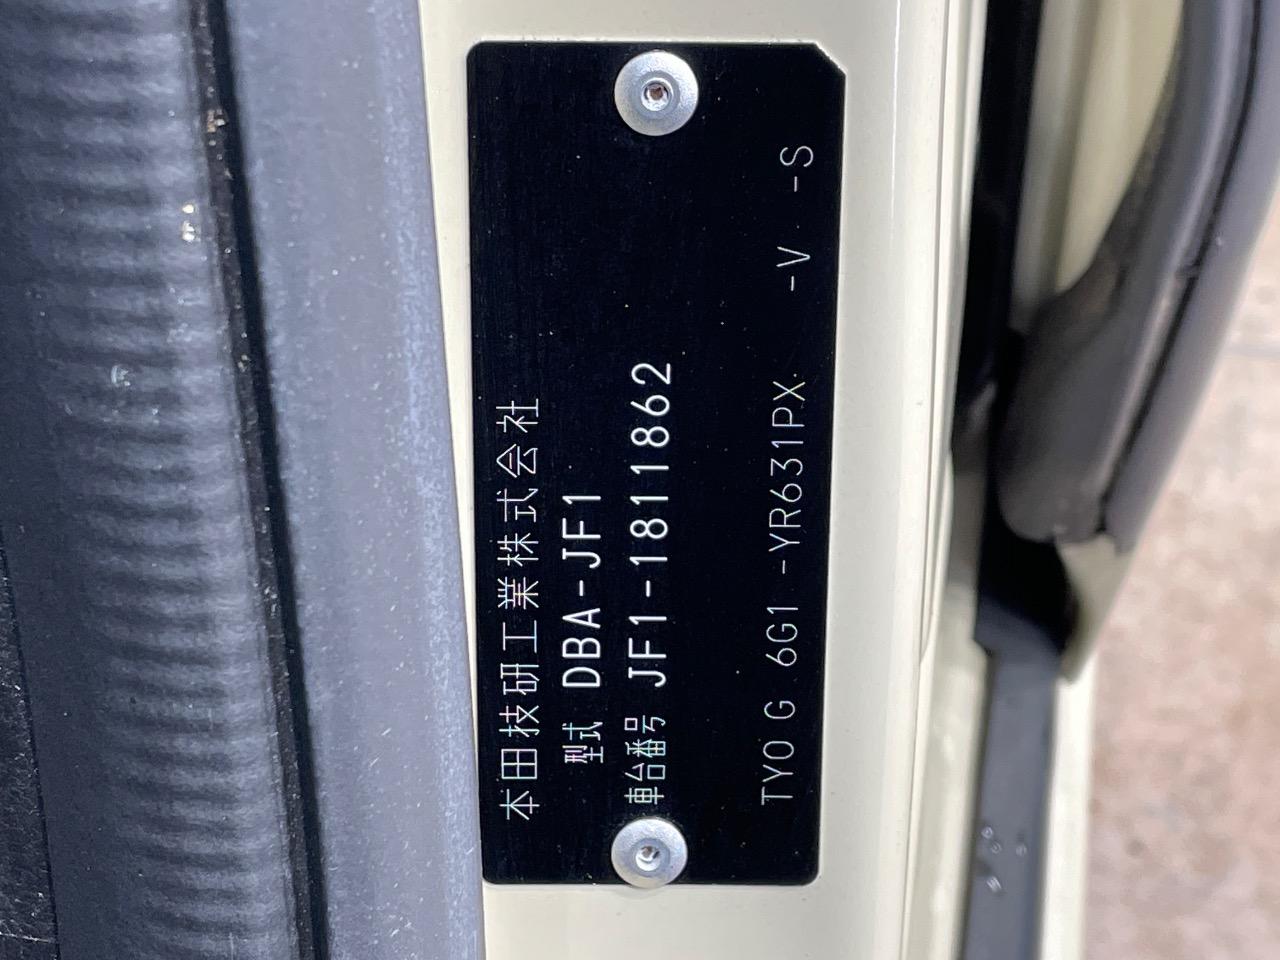 本田技研工業株式会社
型式 DBA-JF1
車台番号 JF1-1811862
TY0 G 6G1 -YR631PX -V -S